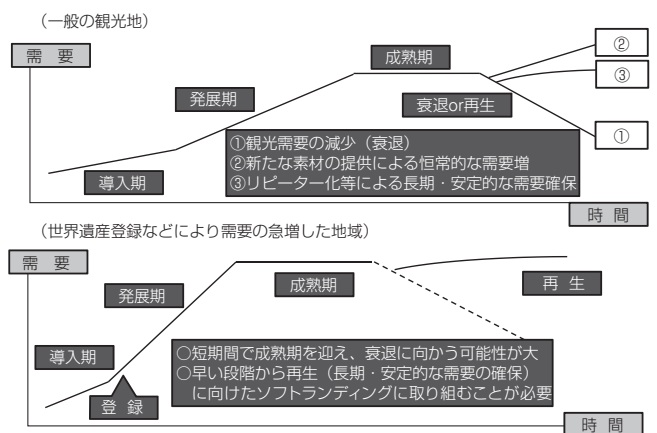 （一般の観光地）
需 要
成熟期
②
③
発展期
衰退or再生
①
①観光需要の減少（衰退）
②新たな素材の提供による恒常的な需要増
③リピーター化等による長期・安定的な需要確保
導入期
時 間
（世界遺産登録などにより需要の急増した地域）
需 要
発展期
成熟期
再 生
導入期
○短期間で成熟期を迎え、衰退に向かう可能性が大
○早い段階から再生（長期・安定的な需要の確保）
に向けたソフトランディングに取り組むことが必要
登 録
時 間